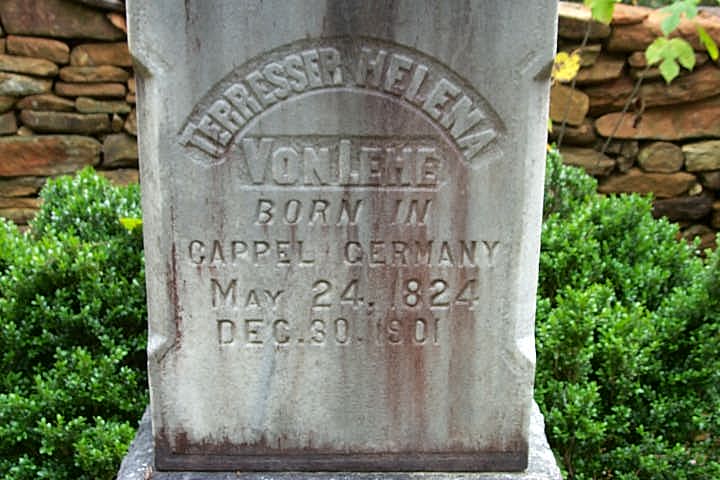 TERRESSER HELENA
VON LEHE
BORN IN
CAPPEL GERMANY
MAY 24, 1824
DEC. 30. 1901